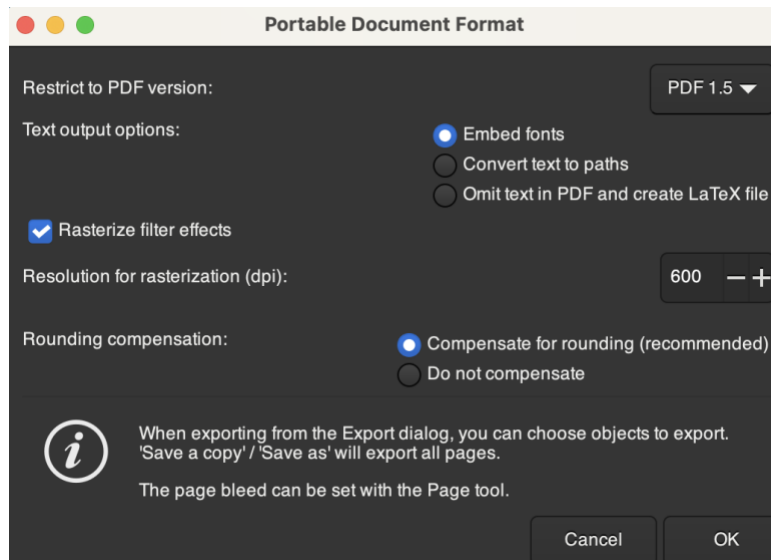 Portable Document Format
Restrict to PDF version:
PDF 1.5
Text output options:
Embed fonts
Convert text to paths
Omit text in PDF and create LaTeX file
Rasterize filter effects
Resolution for rasterization (dpi):
600
Rounding compensation:
Compensate for rounding (recommended)
Do not compensate
When exporting from the Export dialog, you can choose objects to export.
'Save a copy' / 'Save as' will export all pages.
The page bleed can be set with the Page tool.
Cancel
OK